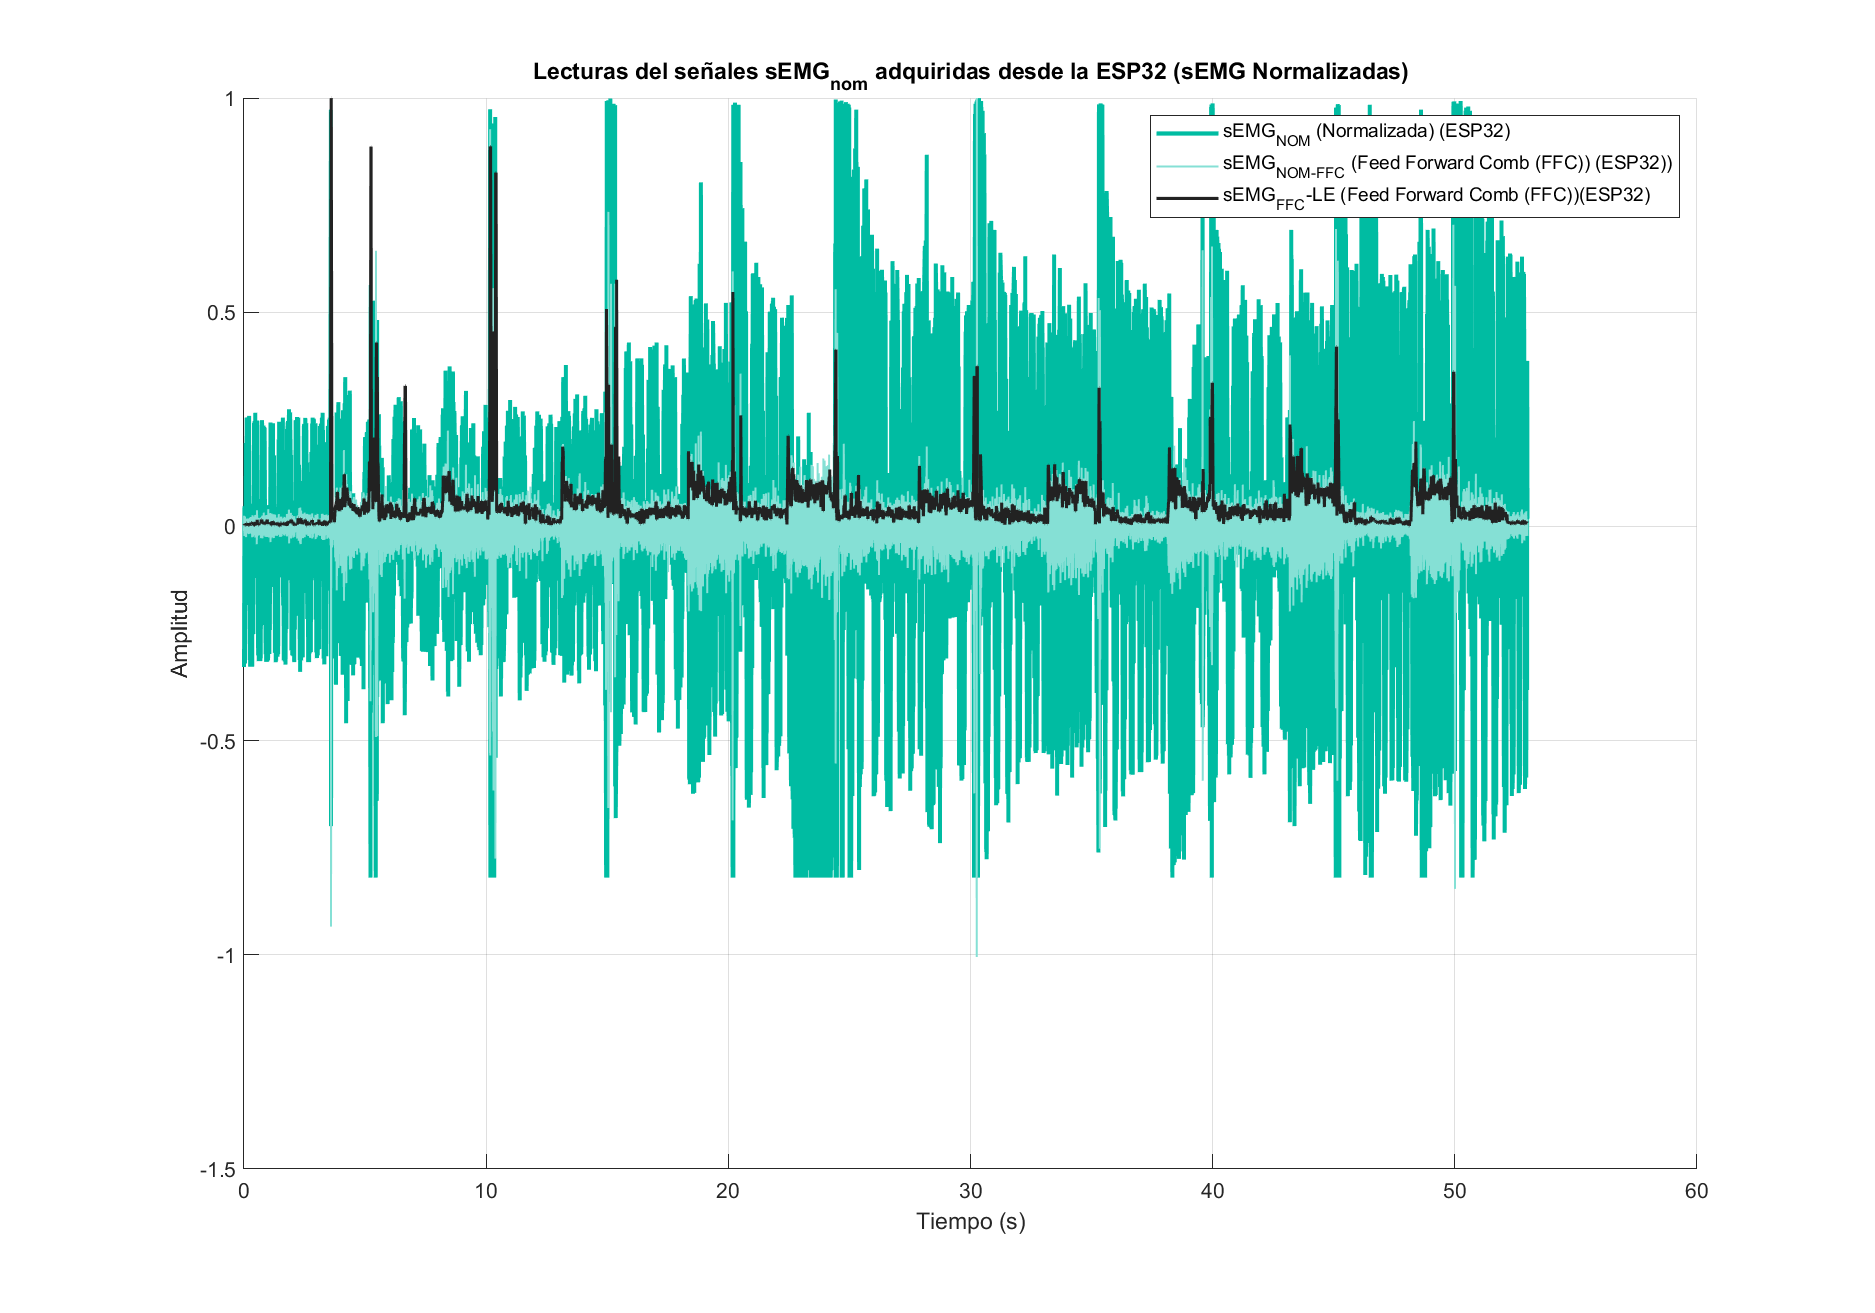 Lecturas del señales sEMGnom adquiridas desde la ESP32 (sEMG Normalizadas)
sEMGNOM (Normalizada) (ESP32)
sEMGNOM-FFC (Feed Forward Comb (FFC)) (ESP32))
sEMGFFC-LE (Feed Forward Comb (FFC))(ESP32)
Amplitud
1
0.5
0
-0.5
-1
-1.5
0 10 20 30 40 50 60
Tiempo (s)